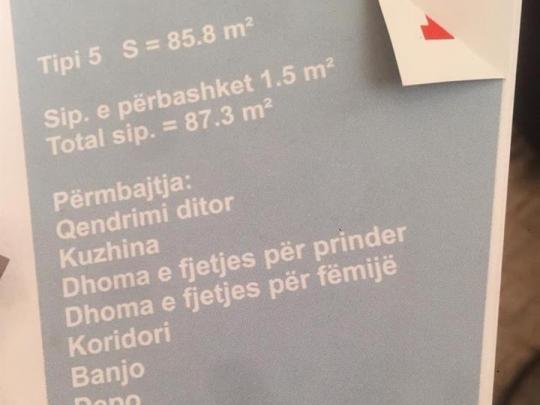 Tipi 5 S = 85.8 m²
Sip. e përbashket 1.5 m²
Total sip. = 87.3 m²
Përmbajtja:
Qendrimi ditor
Kuzhina
Dhoma e fjetjes për prinder
Dhoma e fjetjes për fëmijë
Koridori
Banjo
Depo